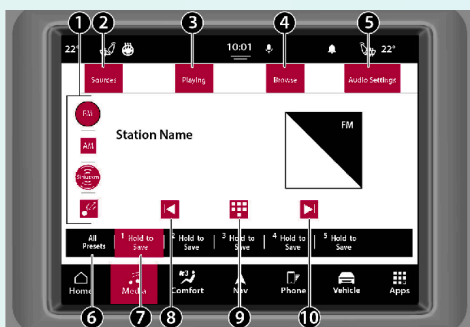 1 2 3 4 5
22° 10:01 22°
Sources Playing Browse Audio Settings
FM
AM
SiriusXM
Station Name
FM
All Presets
1 Hold to Save
2 Hold to Save
3 Hold to Save
4 Hold to Save
5 Hold to Save
Home Media Comfort Nav Phone Vehicle Apps
6 7 8 9 10